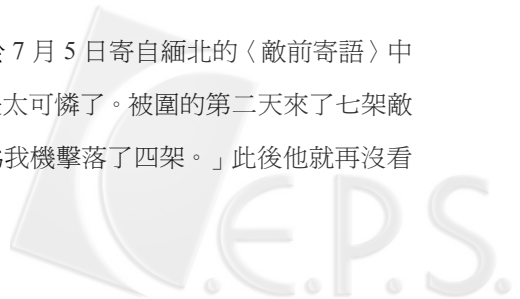 7 月 5 日寄自緬北的〈敵前寄語〉中
太可憐了。被圍的第二天來了七架敵
我機擊落了四架。」此後他就再沒看
C.E.P.S.